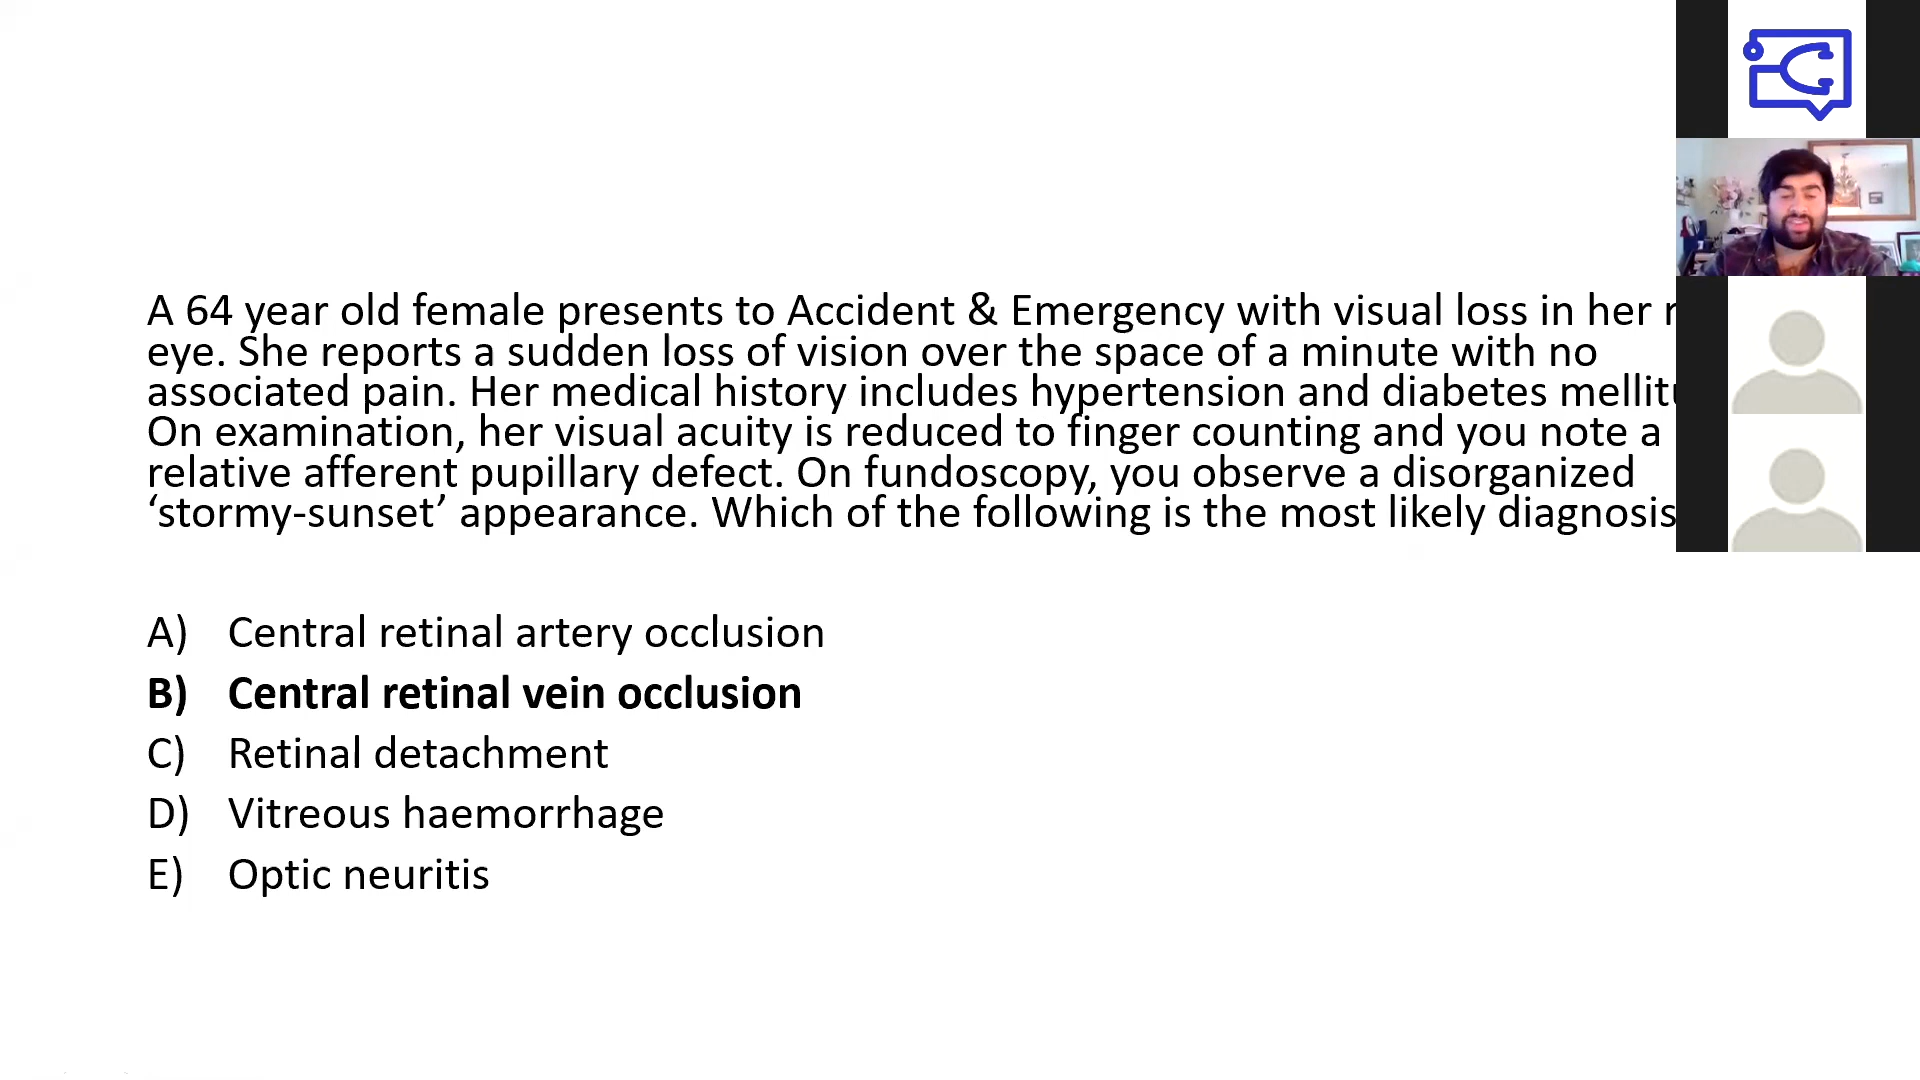 A 64 year old female presents to Accident & Emergency with visual loss in her
eye. She reports a sudden loss of vision over the space of a minute with no
associated pain. Her medical history includes hypertension and diabetes
On examination, her visual acuity is reduced to finger counting and you note a
relative afferent pupillary defect. On fundoscopy, you observe a disorganized
‘stormy-sunset’ appearance. Which of the following is the most likely diagnosis
A) Central retinal artery occlusion
B) Central retinal vein occlusion
C) Retinal detachment
D) Vitreous haemorrhage
E) Optic neuritis